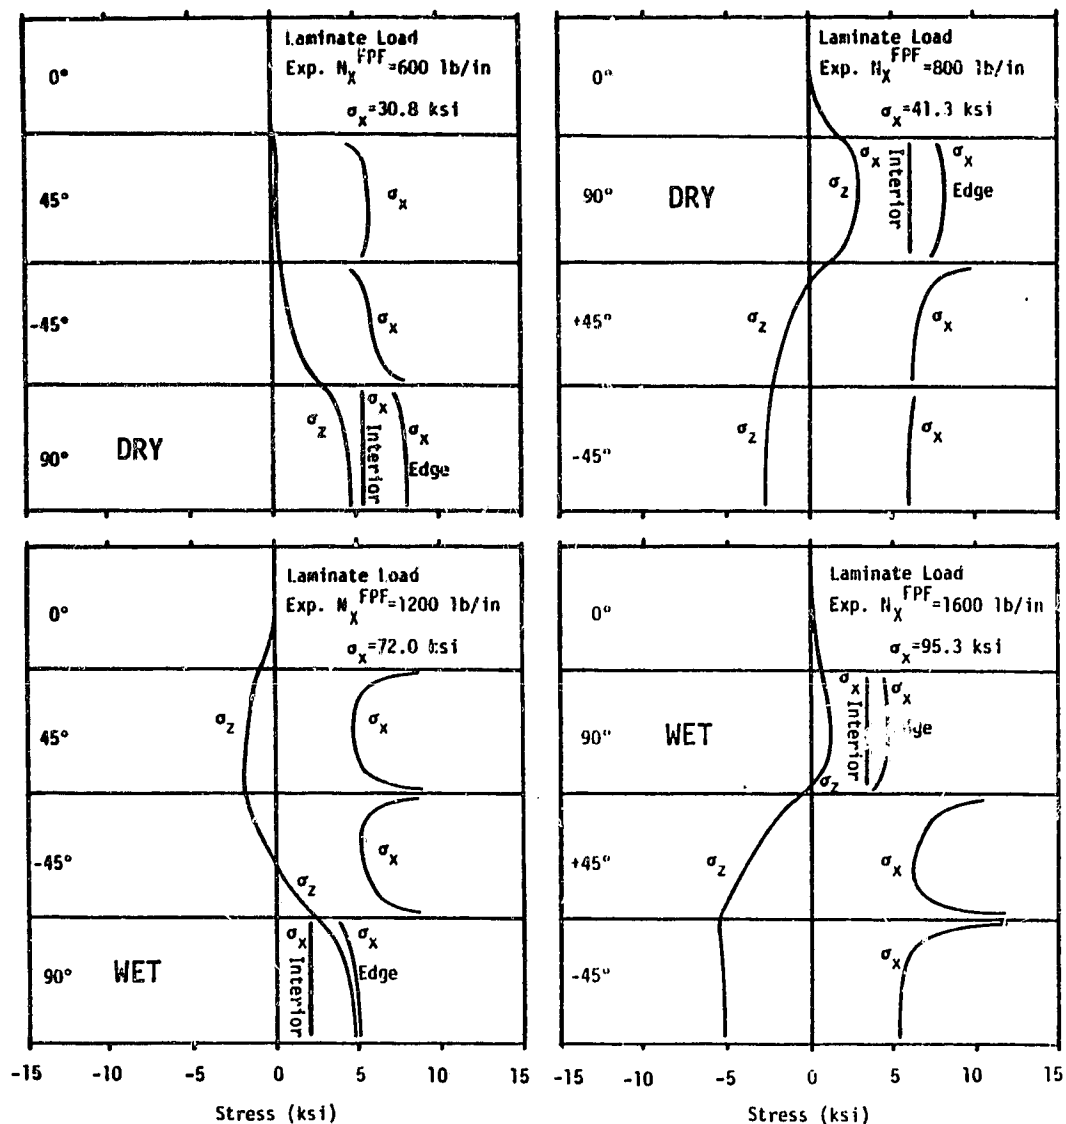 Laminate Load
Exp. N_X^FPF=600 lb/in
σ_X=30.8 ksi
0°
45°
σ_X
-45°
σ_X
90°
DRY
σ_Z
σ_X
Interior
σ_X
Edge
Laminate Load
Exp. N_X^FPF=800 lb/in
σ_X=41.3 ksi
0°
90°
DRY
σ_Z
σ_X
Interior
σ_X
Edge
+45°
σ_Z
σ_X
-45°
σ_Z
σ_X
Laminate Load
Exp. N_X^FPF=1200 lb/in
σ_X=72.0 ksi
0°
45°
σ_Z
σ_X
-45°
σ_X
σ_Z
90°
WET
σ_X
Interior
σ_X
Edge
-15 -10 -5 0 5 10 15
Stress (ksi)
Laminate Load
Exp. N_X^FPF=1600 lb/in
σ_X=95.3 ksi
0°
90°
WET
σ_X
Interior
σ_X
σ_Z
+45°
σ_Z
σ_X
-45°
σ_X
-15 -10 -5 0 5 10 15
Stress (ksi)